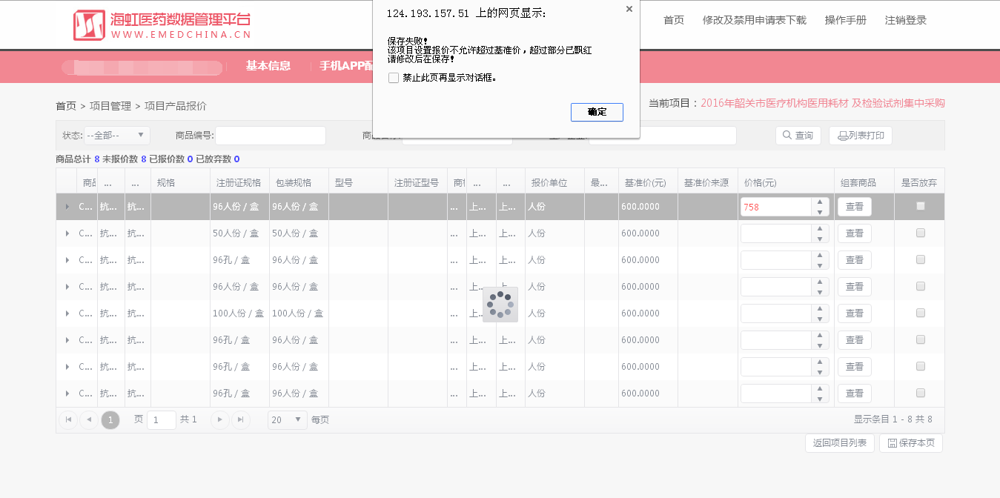 海虹医药数据管理平台
WWW.EMEDCHINA.CN
124.193.157.51 上的网页显示:
保存失败!
该项目设置报价不允许超过基准价，超过部分已飘红
请修改后在保存!
禁止此页再显示对话框。
确定
首页 修改及禁用申请表下载 操作手册 注销登录
基本信息 手机APP配
首页 > 项目管理 > 项目产品报价
当前项目：2016年韶关市医疗机构医用耗材 及检验试剂集中采购
状态: --全部-- 商品编号: 查询 列表打印
商品总计 8 未报价数 8 已报价数 0 已放弃数 0
商品 ... ... 规格 注册证规格 包装规格 型号 注册证型号 ... ... 报价单位 最... 基准价(元) 基准价来源 价格(元) 组套商品 是否放弃
C... 抗... 抗... 96人份 / 盒 96人份 / 盒 ... 上... 上... 人份 600.0000 758 查看
C... 抗... 抗... 50人份 / 盒 50人份 / 盒 ... 上... 上... 人份 600.0000 查看
C... 抗... 抗... 96孔 / 盒 96人份 / 盒 ... 上... 上... 人份 600.0000 查看
C... 抗... 抗... 96人份 / 盒 96人份 / 盒 ... 上... 上... 人份 600.0000 查看
C... 抗... 抗... 100人份 / 盒 100人份 / 盒 ... 上... 人份 600.0000 查看
C... 抗... 抗... 96孔 / 盒 96人份 / 盒 ... 上... 上... 人份 600.0000 查看
C... 抗... 抗... 96孔 / 盒 96人份 / 盒 ... 上... 上... 人份 600.0000 查看
C... 抗... 抗... 96孔 / 盒 96人份 / 盒 ... 上... 上... 人份 600.0000 查看
1 页 1 共 1 20 每页 显示条目 1 - 8 共 8
返回项目列表 保存本页